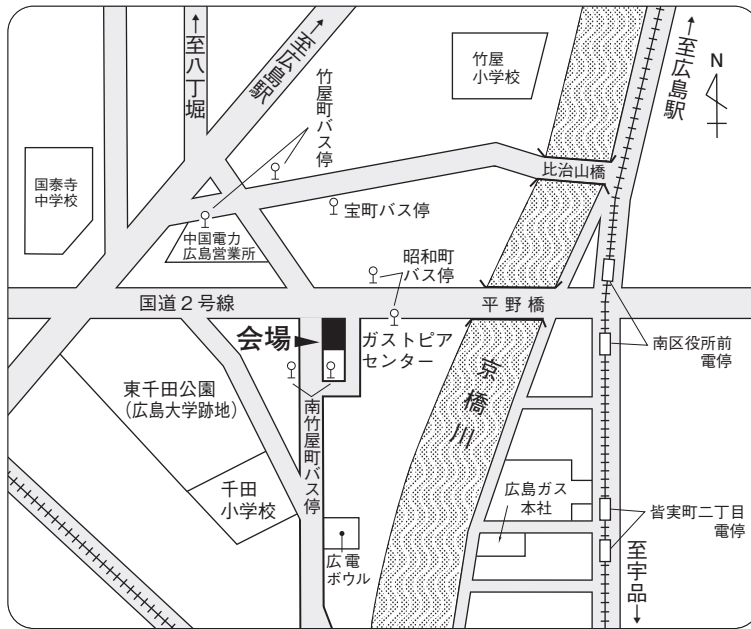 ←至八丁堀
←至広島駅
竹屋町バス停
竹屋
小学校
←至広島駅
N
国泰寺
中学校
比治山橋
宝町バス停
中国電力
広島営業所
昭和町
バス停
国道2号線
平野橋
会場
ガストピア
センター
南区役所前
電停
東千田公園
(広島大学跡地)
南竹屋町バス停
京橋川
千田
小学校
広島ガス
本社
皆実町二丁目
電停
広電
ボウル
至宇品→